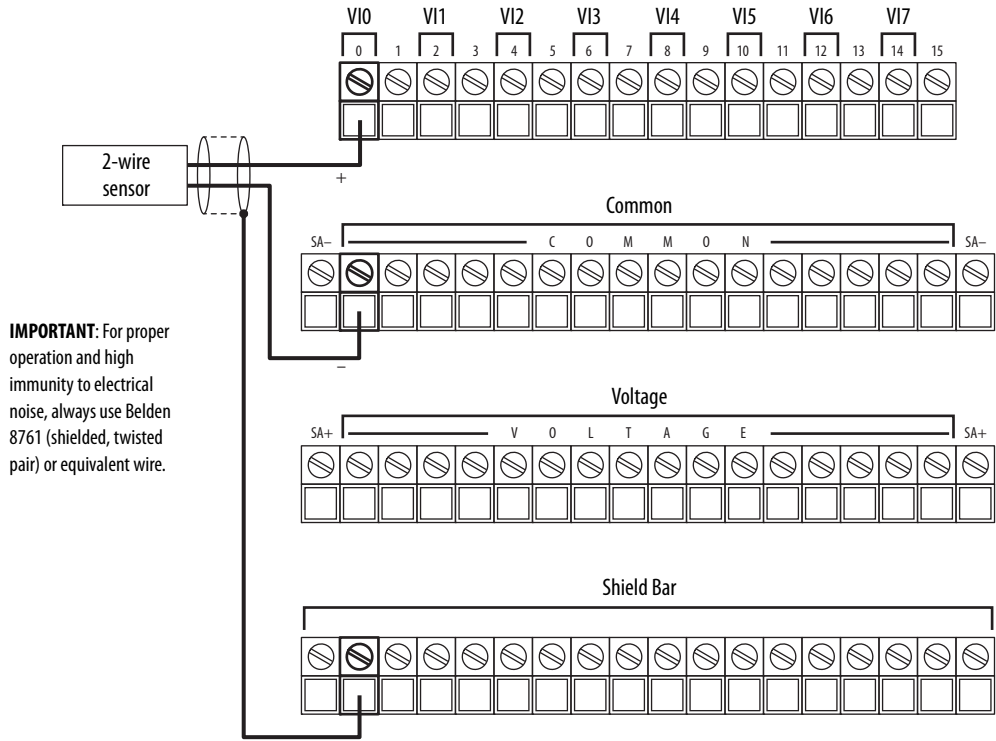 VI0 VI1 VI2 VI3 VI4 VI5 VI6 VI7
0 1 2 3 4 5 6 7 8 9 10 11 12 13 14 15
2-wire
sensor
+
Common
SA– C O M M O N SA–
–
IMPORTANT: For proper
operation and high
immunity to electrical
noise, always use Belden
8761 (shielded, twisted
pair) or equivalent wire.
Voltage
SA+ V O L T A G E SA+
Shield Bar